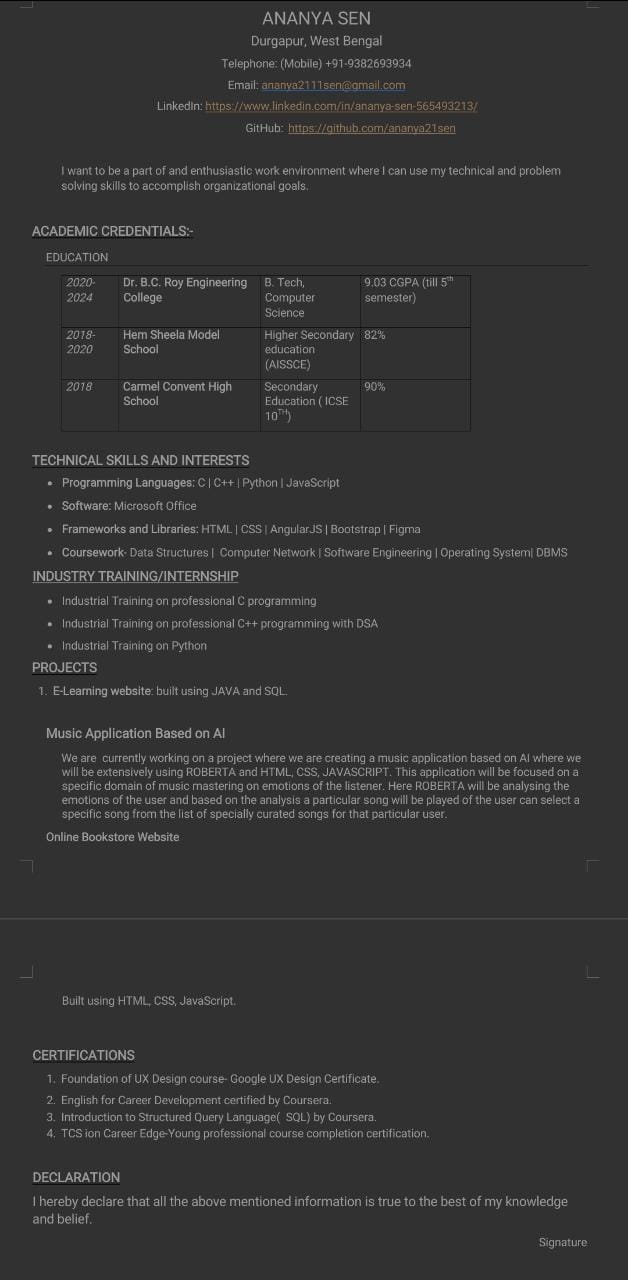 ANANYA SEN
Durgapur, West Bengal
Telephone: (Mobile) +91-9382693934
Email: ananya2111sen@gmail.com
LinkedIn: https://www.linkedin.com/in/ananya-sen-565493213/
GitHub: https://github.com/ananya21sen
I want to be a part of and enthusiastic work environment where I can use my technical and problem
solving skills to accomplish organizational goals.
ACADEMIC CREDENTIALS:-
EDUCATION
2020-2024 Dr. B.C. Roy Engineering College B. Tech, Computer Science 9.03 CGPA (till 5th semester)
2018-2020 Hem Sheela Model School Higher Secondary education (AISSCE) 82%
2018 Carmel Convent High School Secondary Education ( ICSE 10TH) 90%
TECHNICAL SKILLS AND INTERESTS
• Programming Languages: C | C++ | Python | JavaScript
• Software: Microsoft Office
• Frameworks and Libraries: HTML | CSS | AngularJS | Bootstrap | Figma
• Coursework- Data Structures | Computer Network | Software Engineering | Operating System| DBMS
INDUSTRY TRAINING/INTERNSHIP
• Industrial Training on professional C programming
• Industrial Training on professional C++ programming with DSA
• Industrial Training on Python
PROJECTS
1. E-Learning website: built using JAVA and SQL.
Music Application Based on AI
We are currently working on a project where we are creating a music application based on AI where we
will be extensively using ROBERTA and HTML, CSS, JAVASCRIPT. This application will be focused on a
specific domain of music mastering on emotions of the listener. Here ROBERTA will be analysing the
emotions of the user and based on the analysis a particular song will be played of the user can select a
specific song from the list of specially curated songs for that particular user.
Online Bookstore Website
Built using HTML, CSS, JavaScript.
CERTIFICATIONS
1. Foundation of UX Design course- Google UX Design Certificate.
2. English for Career Development certified by Coursera.
3. Introduction to Structured Query Language( SQL) by Coursera.
4. TCS ion Career Edge-Young professional course completion certification.
DECLARATION
I hereby declare that all the above mentioned information is true to the best of my knowledge
and belief.
Signature